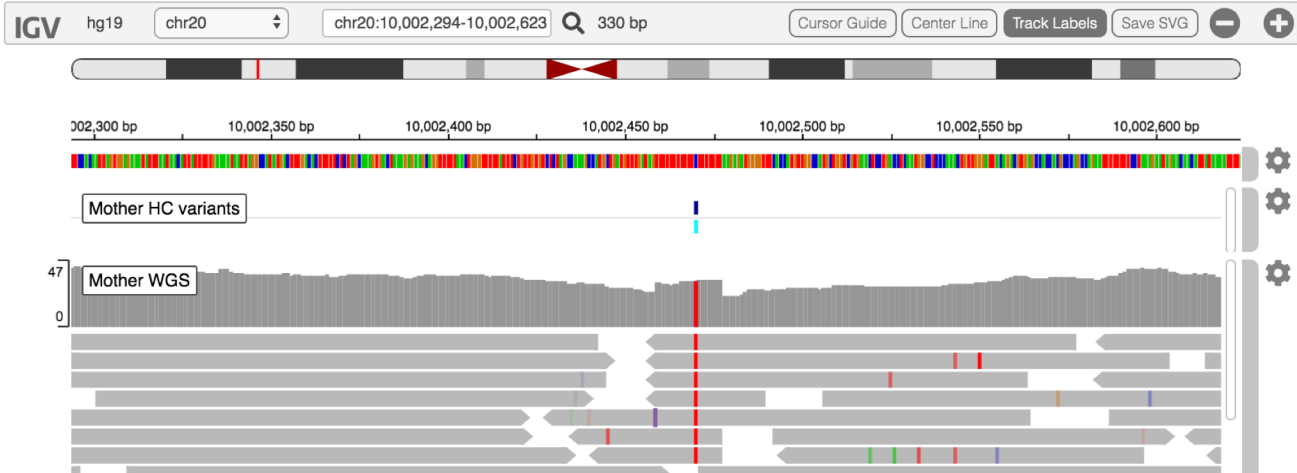 IGV hg19 chr20 chr20:10,002,294-10,002,623 330 bp Cursor Guide Center Line Track Labels Save SVG
002,300 bp 10,002,350 bp 10,002,400 bp 10,002,450 bp 10,002,500 bp 10,002,550 bp 10,002,600 bp
Mother HC variants
47
Mother WGS
0